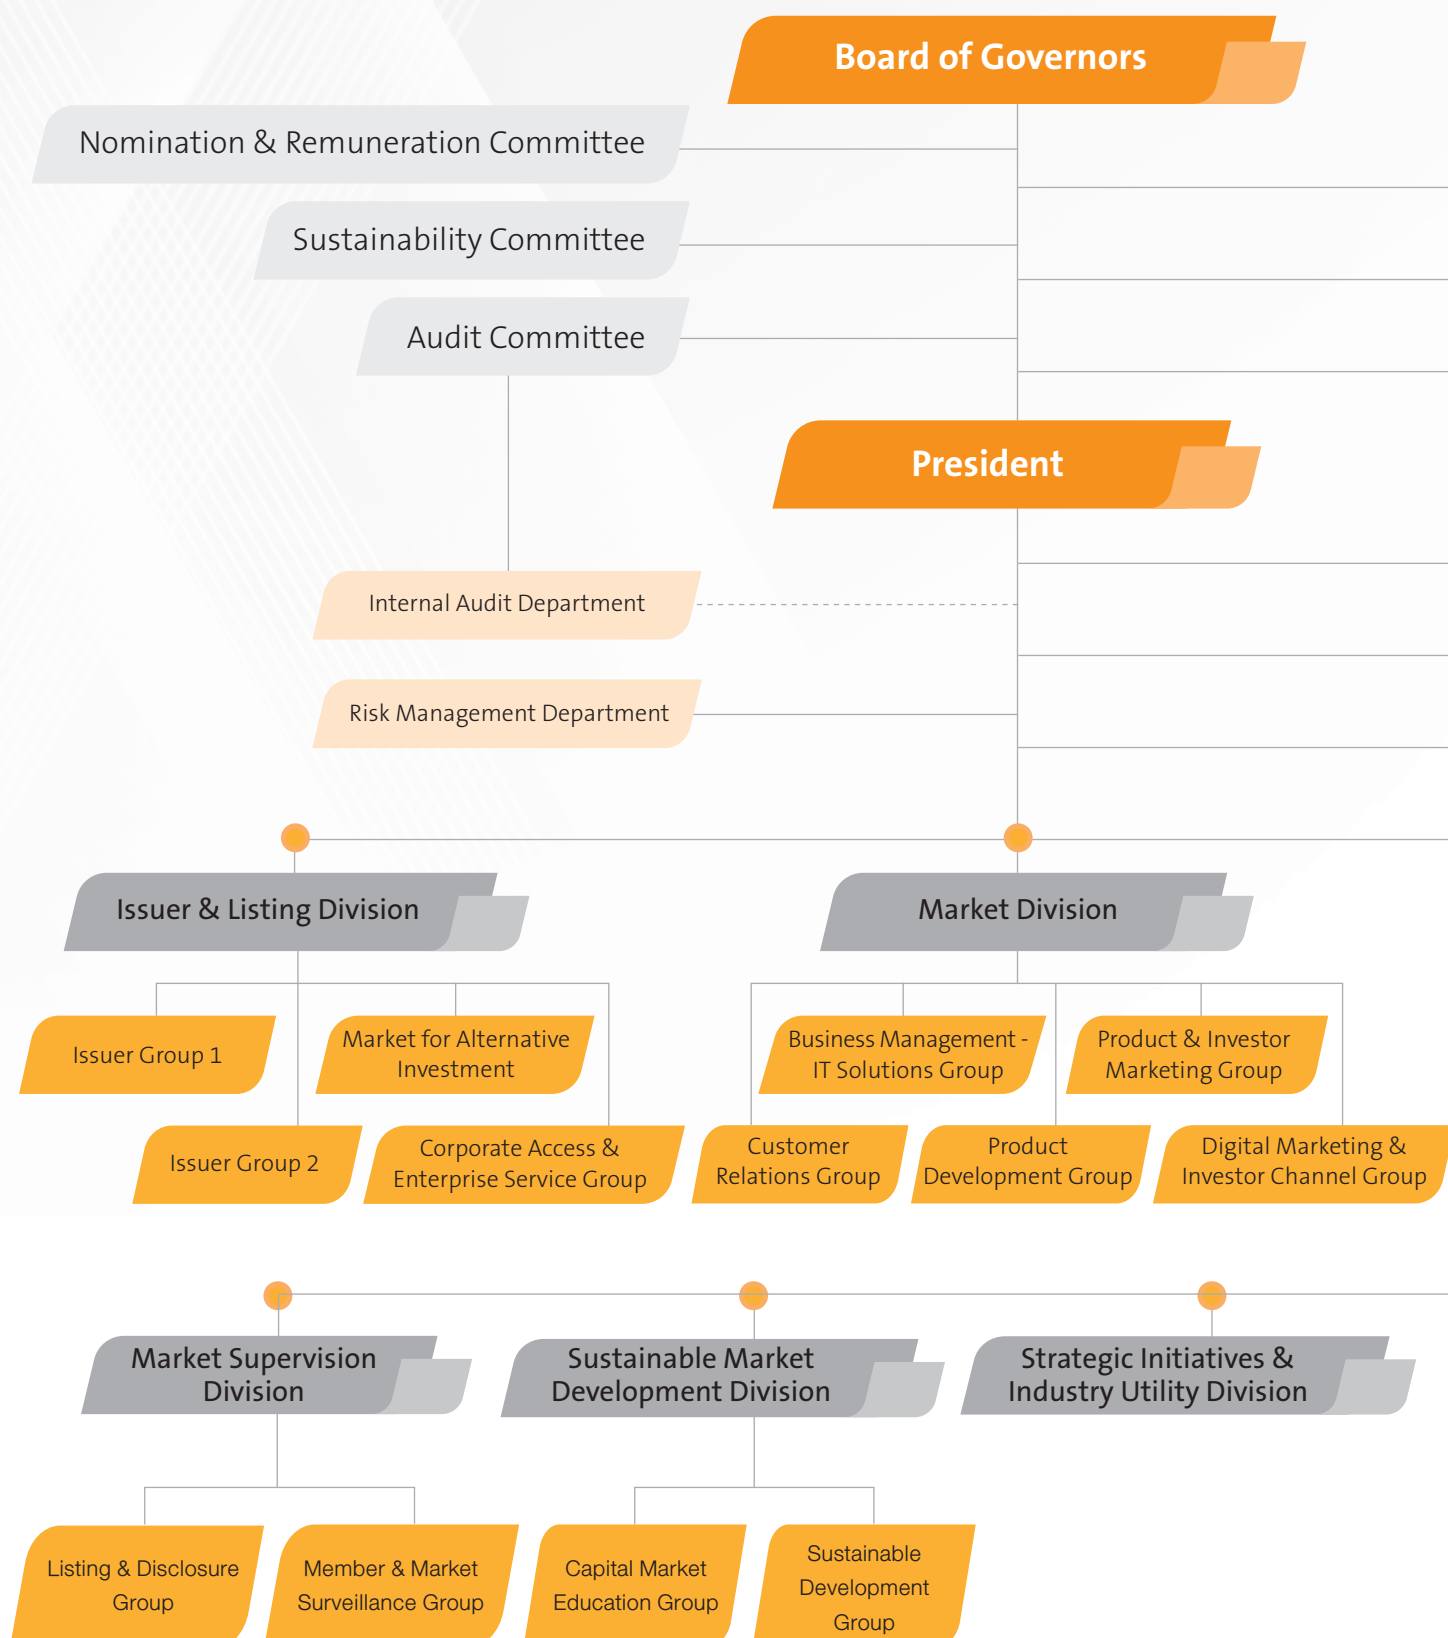 Board of Governors
Nomination & Remuneration Committee
Sustainability Committee
Audit Committee
President
Internal Audit Department
Risk Management Department
Issuer & Listing Division
Market Division
Issuer Group 1
Market for Alternative
Investment
Business Management -
IT Solutions Group
Product & Investor
Marketing Group
Issuer Group 2
Corporate Access &
Enterprise Service Group
Customer
Relations Group
Product
Development Group
Digital Marketing &
Investor Channel Group
Market Supervision
Division
Sustainable Market
Development Division
Strategic Initiatives &
Industry Utility Division
Listing & Disclosure
Group
Member & Market
Surveillance Group
Capital Market
Education Group
Sustainable
Development
Group